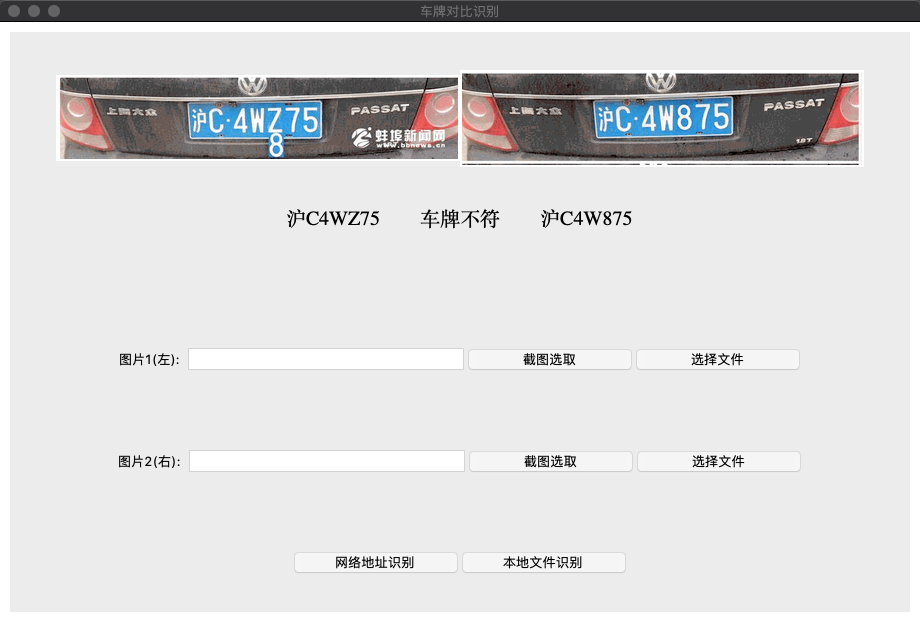 车牌对比识别
上海大众
沪C·4WZ75
8
PASSAT
蚌埠新闻网
www.bbnews.cn
上海大众
沪C·4W875
PASSAT
1.8T
沪C4WZ75 车牌不符 沪C4W875
图片1(左): 截图选取 选择文件
图片2(右): 截图选取 选择文件
网络地址识别 本地文件识别